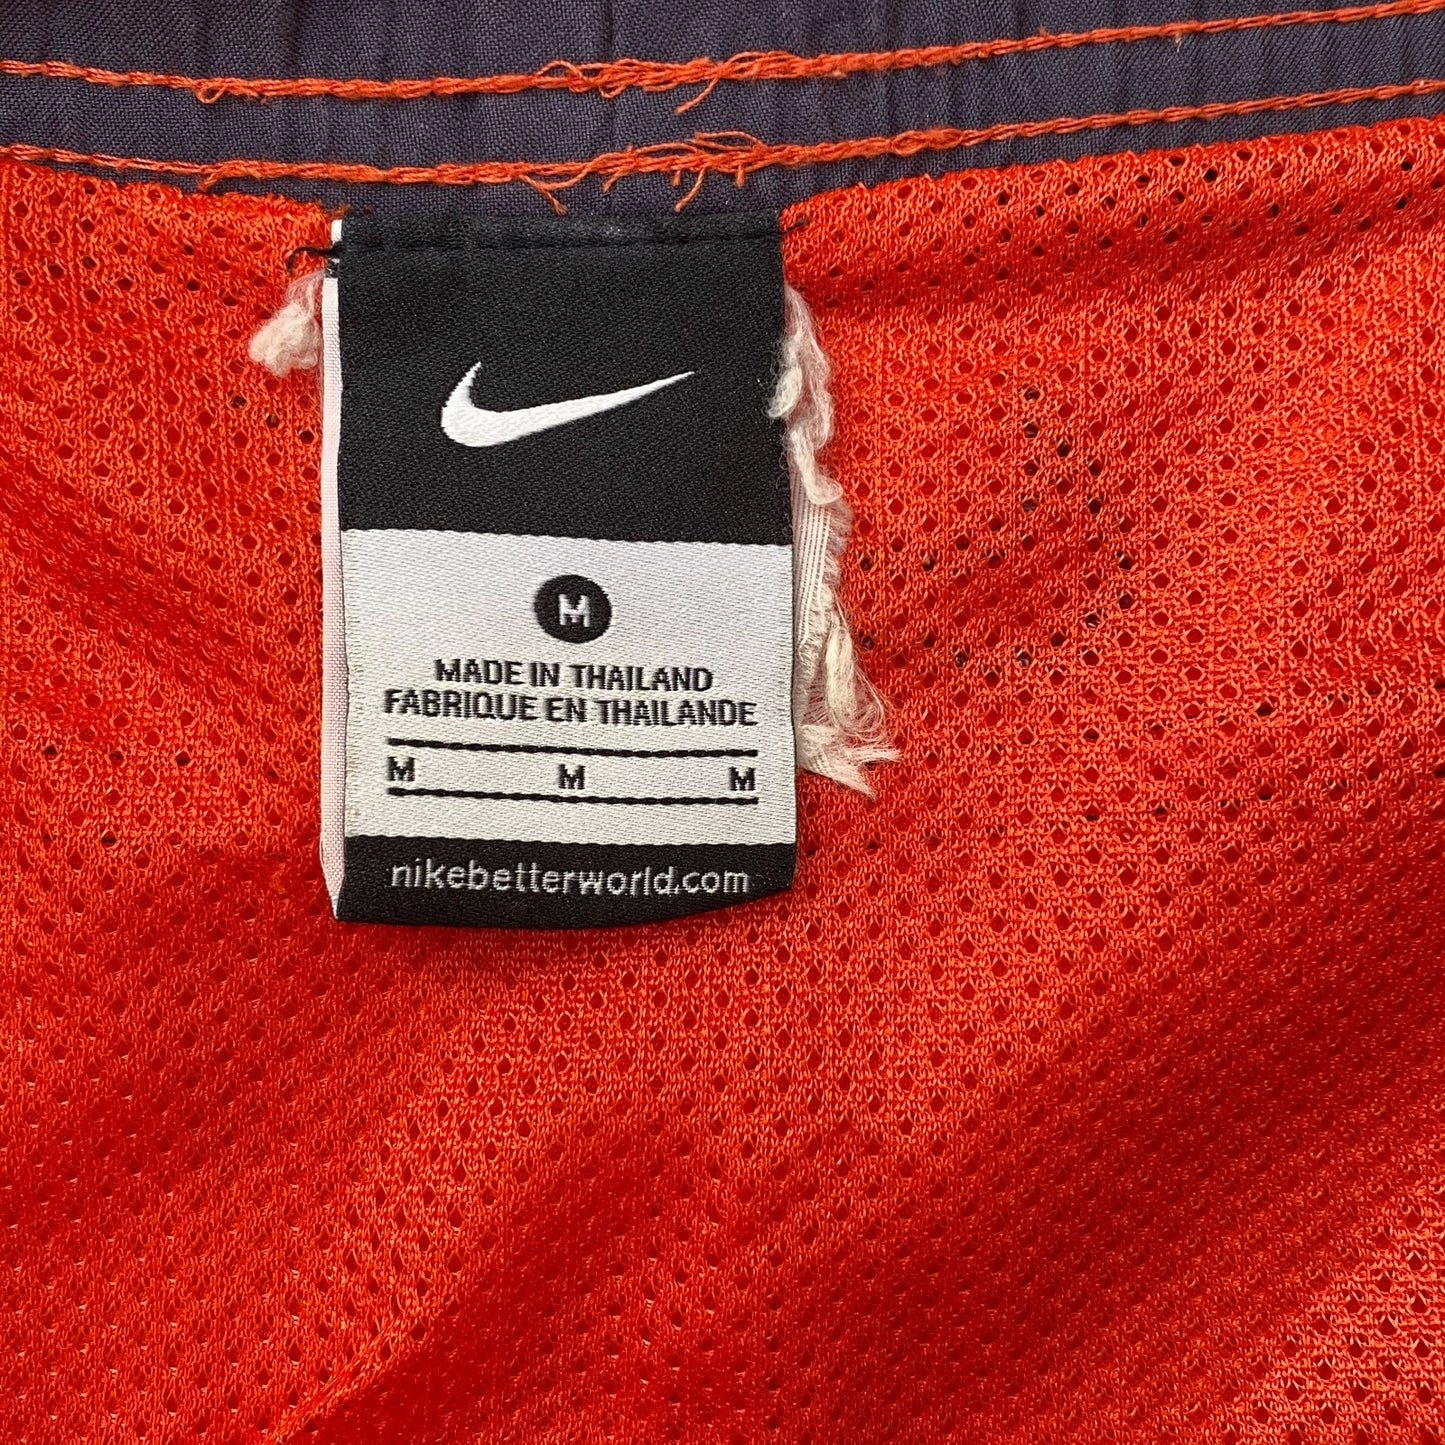 M
MADE IN THAILAND
FABRIQUE EN THAILANDE
M M M
nikebetterworld.com